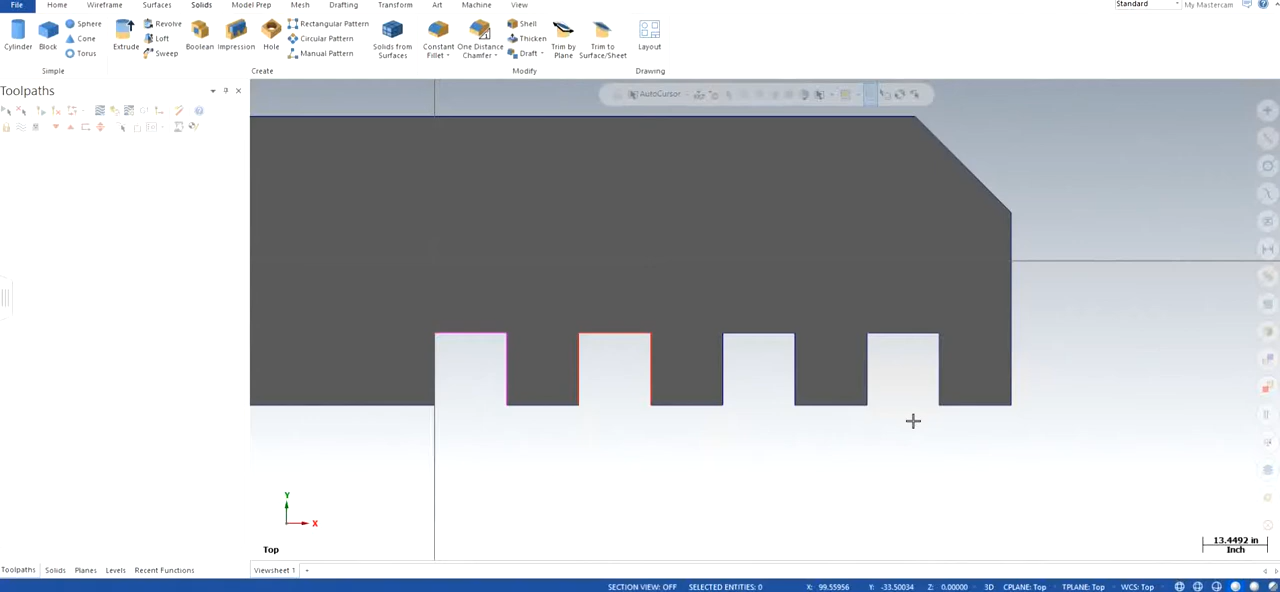 File Home Wireframe Surfaces Solids Model Prep Mesh Drafting Transform Art Machine View
Standard My Mastercam
Cylinder Block Sphere Cone Torus
Simple
Extrude Revolve Loft Sweep Boolean Impression Hole Rectangular Pattern Circular Pattern Manual Pattern
Create
Solids from Surfaces Constant Fillet One Distance Chamfer Shell Thicken Draft Trim by Plane Trim to Surface/Sheet
Modify
Layout
Drawing
Toolpaths
AutoCursor
Y
X
Top
13.4492 in
Inch
Toolpaths Solids Planes Levels Recent Functions
Viewsheet 1 +
SECTION VIEW: OFF SELECTED ENTITIES: 0 X: 99.55956 Y: -33.50034 Z: 0.00000 3D CPLANE: Top TPLANE: Top WCS: Top